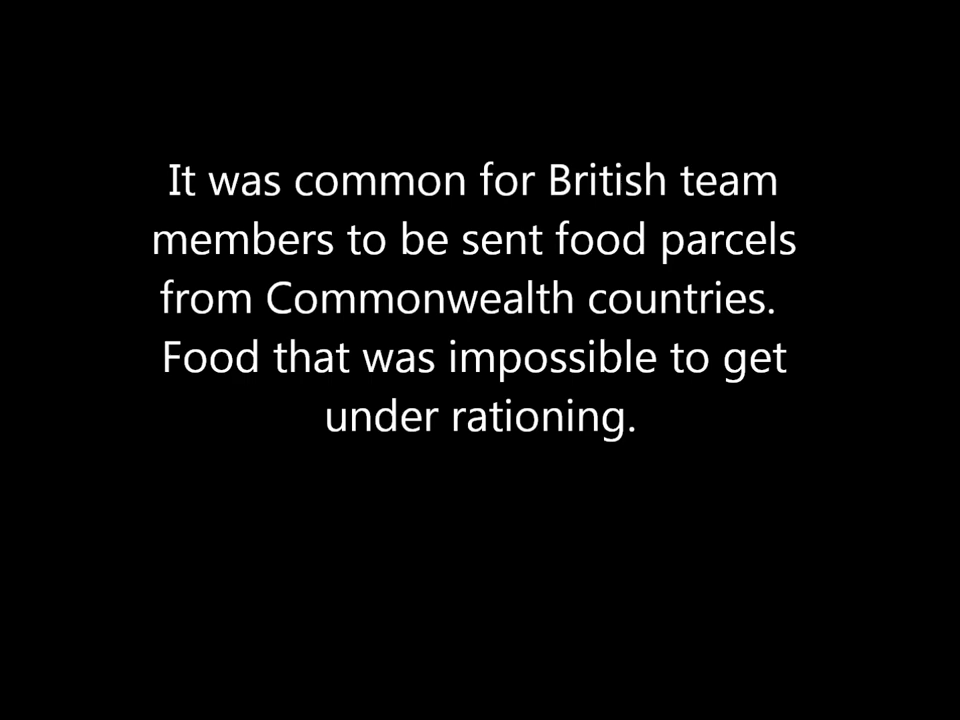 It was common for British team
members to be sent food parcels
from Commonwealth countries.
Food that was impossible to get
under rationing.